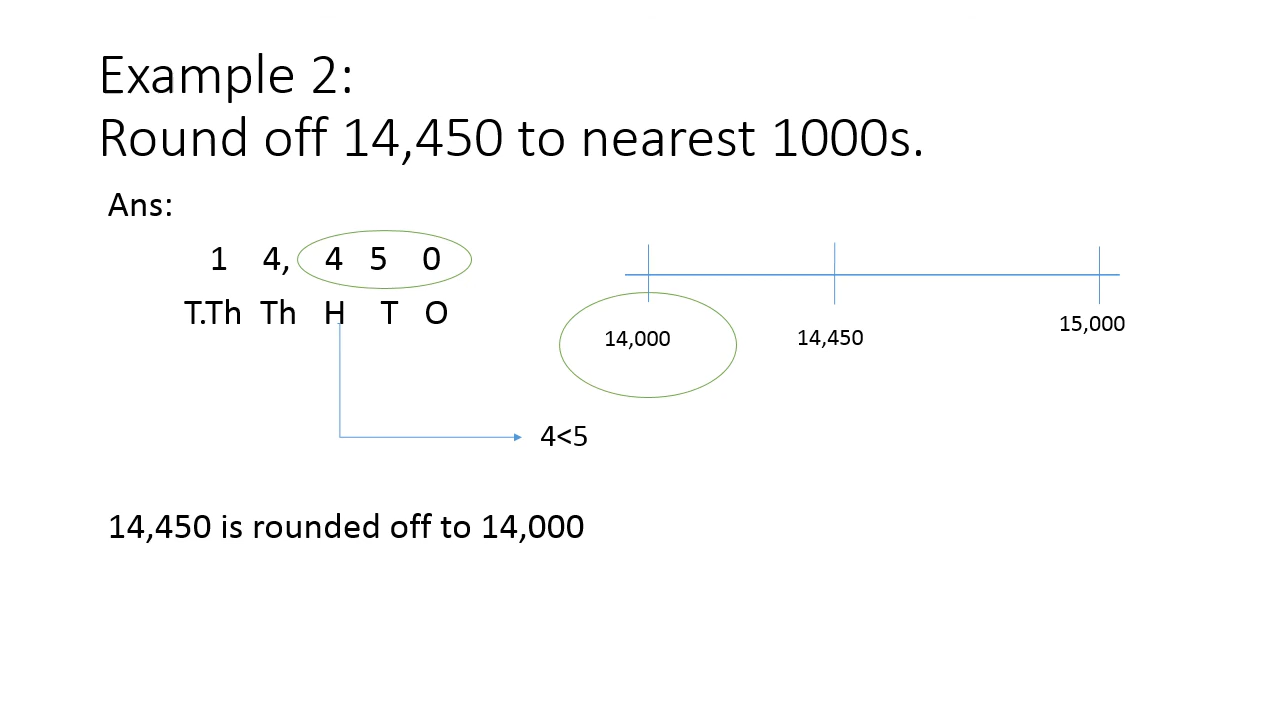 Example 2:
Round off 14,450 to nearest 1000s.
Ans:
1 4, 4 5 0
T.Th Th H T O
14,000 14,450 15,000
4<5
14,450 is rounded off to 14,000